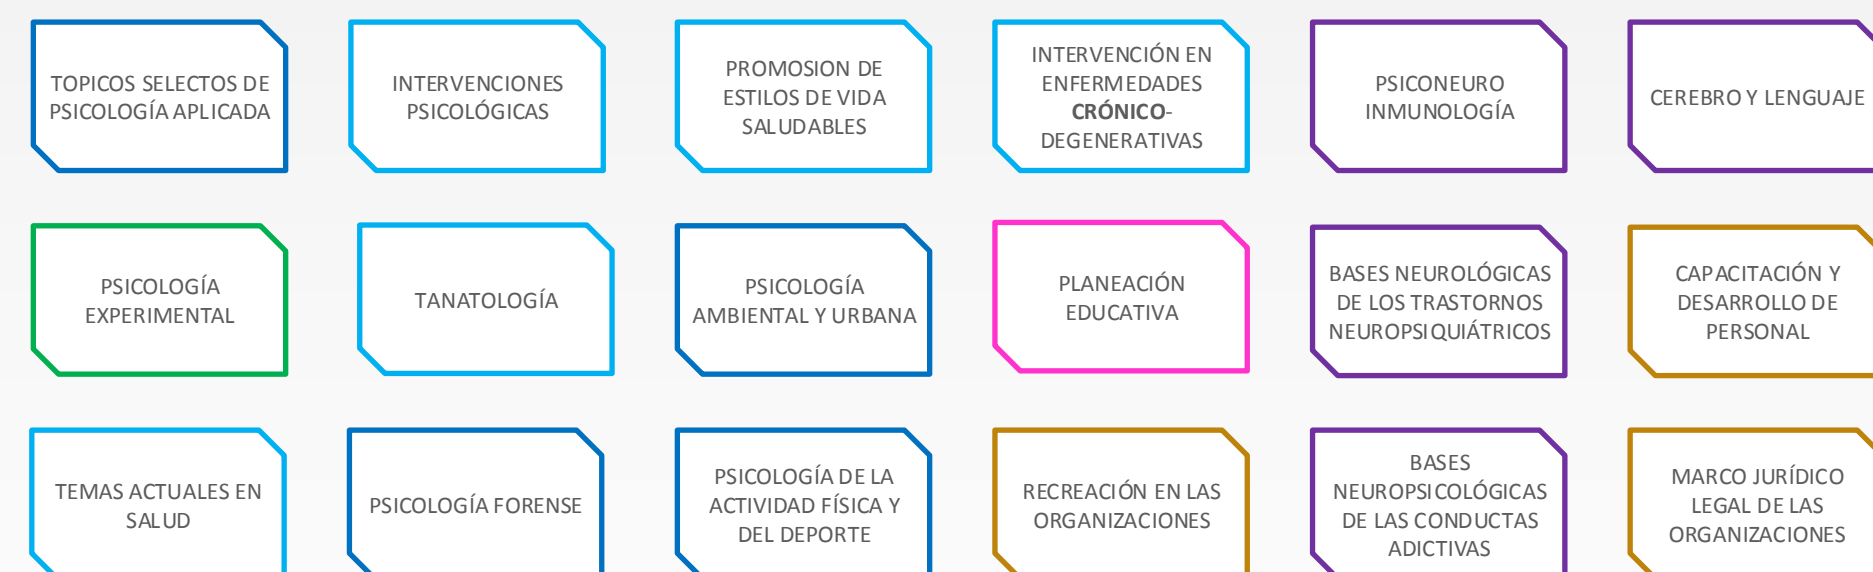 TOPICOS SELECTOS DE
PSICOLOGÍA APLICADA
INTERVENCIONES
PSICOLÓGICAS
PROMOSION DE
ESTILOS DE VIDA
SALUDABLES
INTERVENCIÓN EN
ENFERMEDADES
CRÓNICO-
DEGENERATIVAS
PSICONEURO
INMUNOLOGÍA
CEREBRO Y LENGUAJE
PSICOLOGÍA
EXPERIMENTAL
TANATOLOGÍA
PSICOLOGÍA
AMBIENTAL Y URBANA
PLANEACIÓN
EDUCATIVA
BASES NEUROLÓGICAS
DE LOS TRASTORNOS
NEUROPSIQUIÁTRICOS
CAPACITACIÓN Y
DESARROLLO DE
PERSONAL
TEMAS ACTUALES EN
SALUD
PSICOLOGÍA FORENSE
PSICOLOGÍA DE LA
ACTIVIDAD FÍSICA Y
DEL DEPORTE
RECREACIÓN EN LAS
ORGANIZACIONES
BASES
NEUROPSICOLÓGICAS
DE LAS CONDUCTAS
ADICTIVAS
MARCO JURÍDICO
LEGAL DE LAS
ORGANIZACIONES